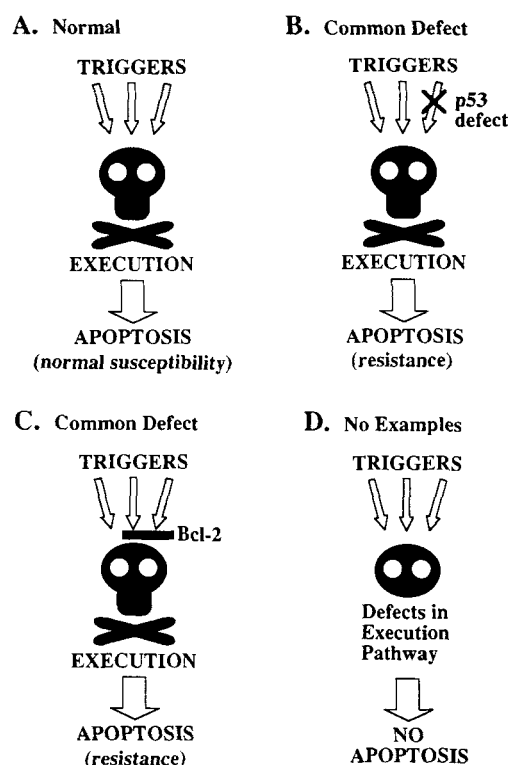 A. Normal
TRIGGERS
EXECUTION
APOPTOSIS
(normal susceptibility)
B. Common Defect
TRIGGERS
p53
defect
EXECUTION
APOPTOSIS
(resistance)
C. Common Defect
TRIGGERS
Bcl-2
EXECUTION
APOPTOSIS
(resistance)
D. No Examples
TRIGGERS
Defects in
Execution
Pathway
NO
APOPTOSIS